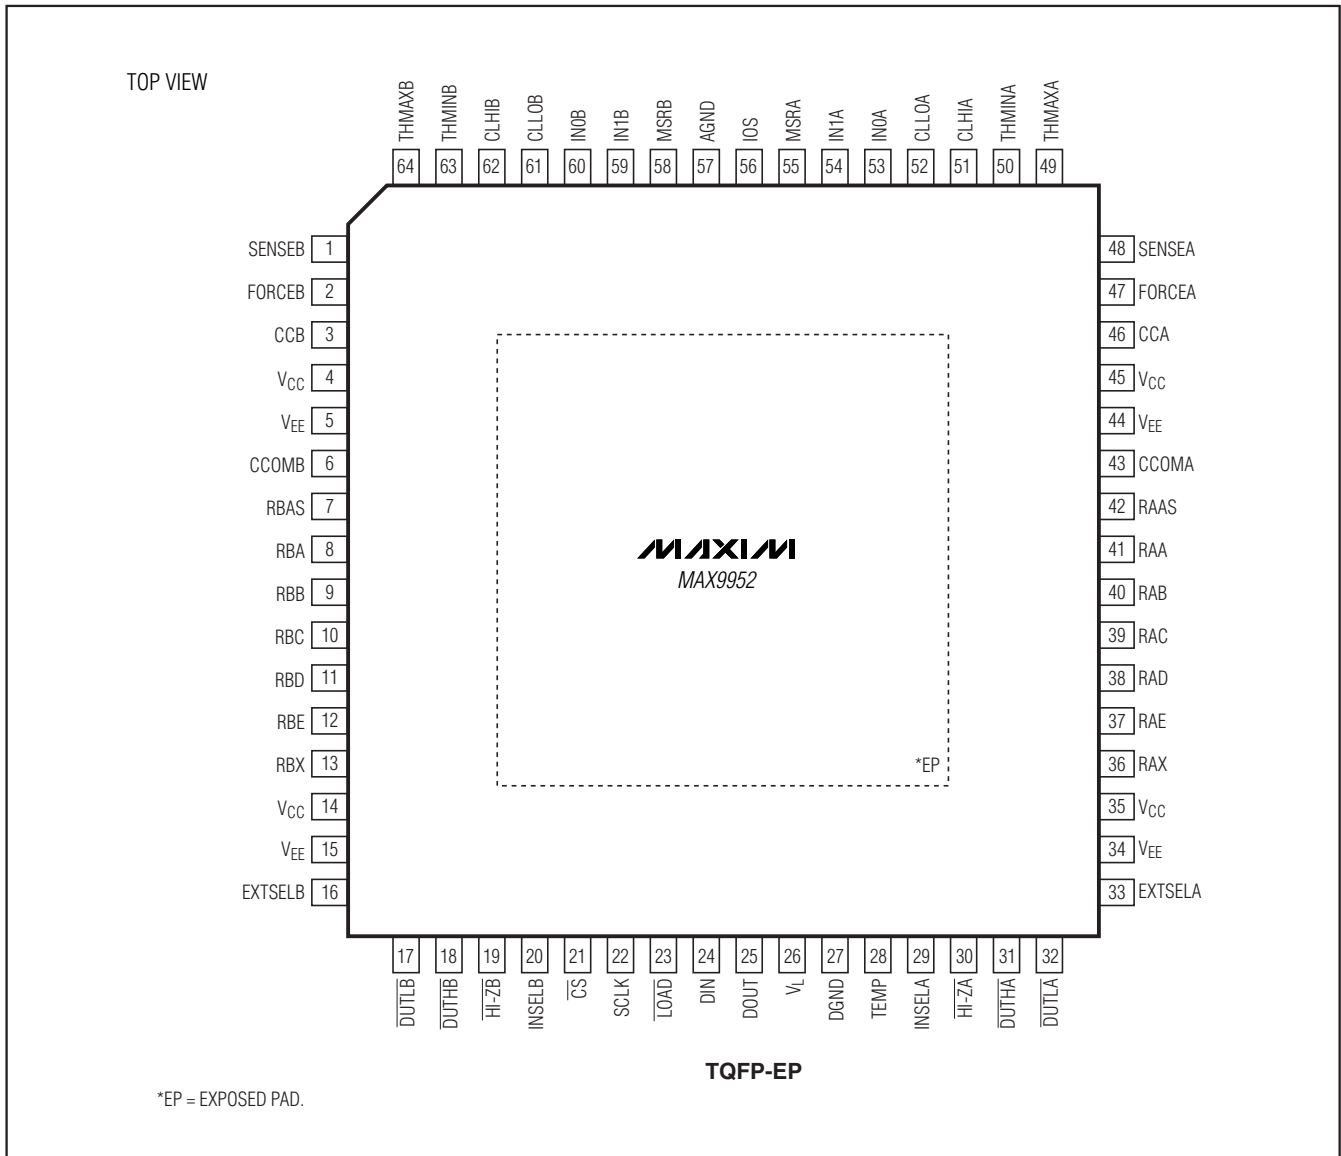 TOP VIEW
THMAXB
THMINB
CLHIB
CLLOB
IN0B
IN1B
MSRB
AGND
IOS
MSRA
IN1A
IN0A
CLLOA
CLHIA
THMINA
THMAXA
64 63 62 61 60 59 58 57 56 55 54 53 52 51 50 49
SENSEB 1 48 SENSEA
FORCEB 2 47 FORCEA
CCB 3 46 CCA
VCC 4 45 VCC
VEE 5 44 VEE
CCOMB 6 43 CCOMA
RBAS 7 42 RAAS
RBA 8 41 RAA
MAXIM
MAX9952
RBB 9 40 RAB
RBC 10 39 RAC
RBD 11 38 RAD
RBE 12 37 RAE
RBX 13 *EP 36 RAX
VCC 14 35 VCC
VEE 15 34 VEE
EXTSELB 16 33 EXTSELA
17 18 19 20 21 22 23 24 25 26 27 28 29 30 31 32
DUTLB
DUTHB
HI-ZB
INSELB
CS
SCLK
LOAD
DIN
DOUT
VL
DGND
TEMP
INSELA
HI-ZA
DUTHA
DUTLA
TQFP-EP
*EP = EXPOSED PAD.